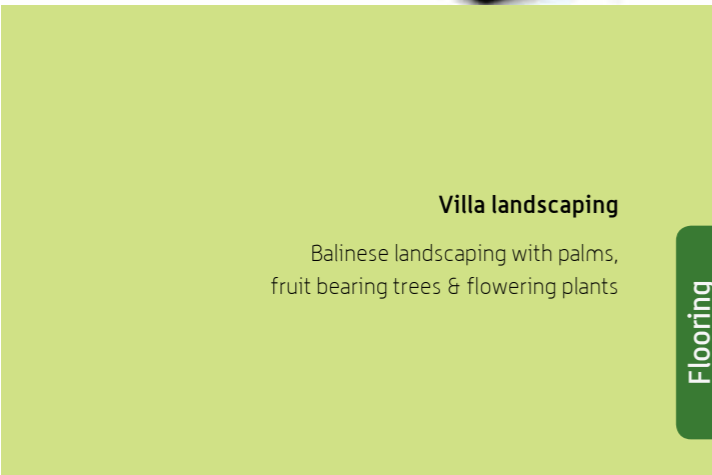 Villa landscaping
Balinese landscaping with palms,
fruit bearing trees & flowering plants
Flooring